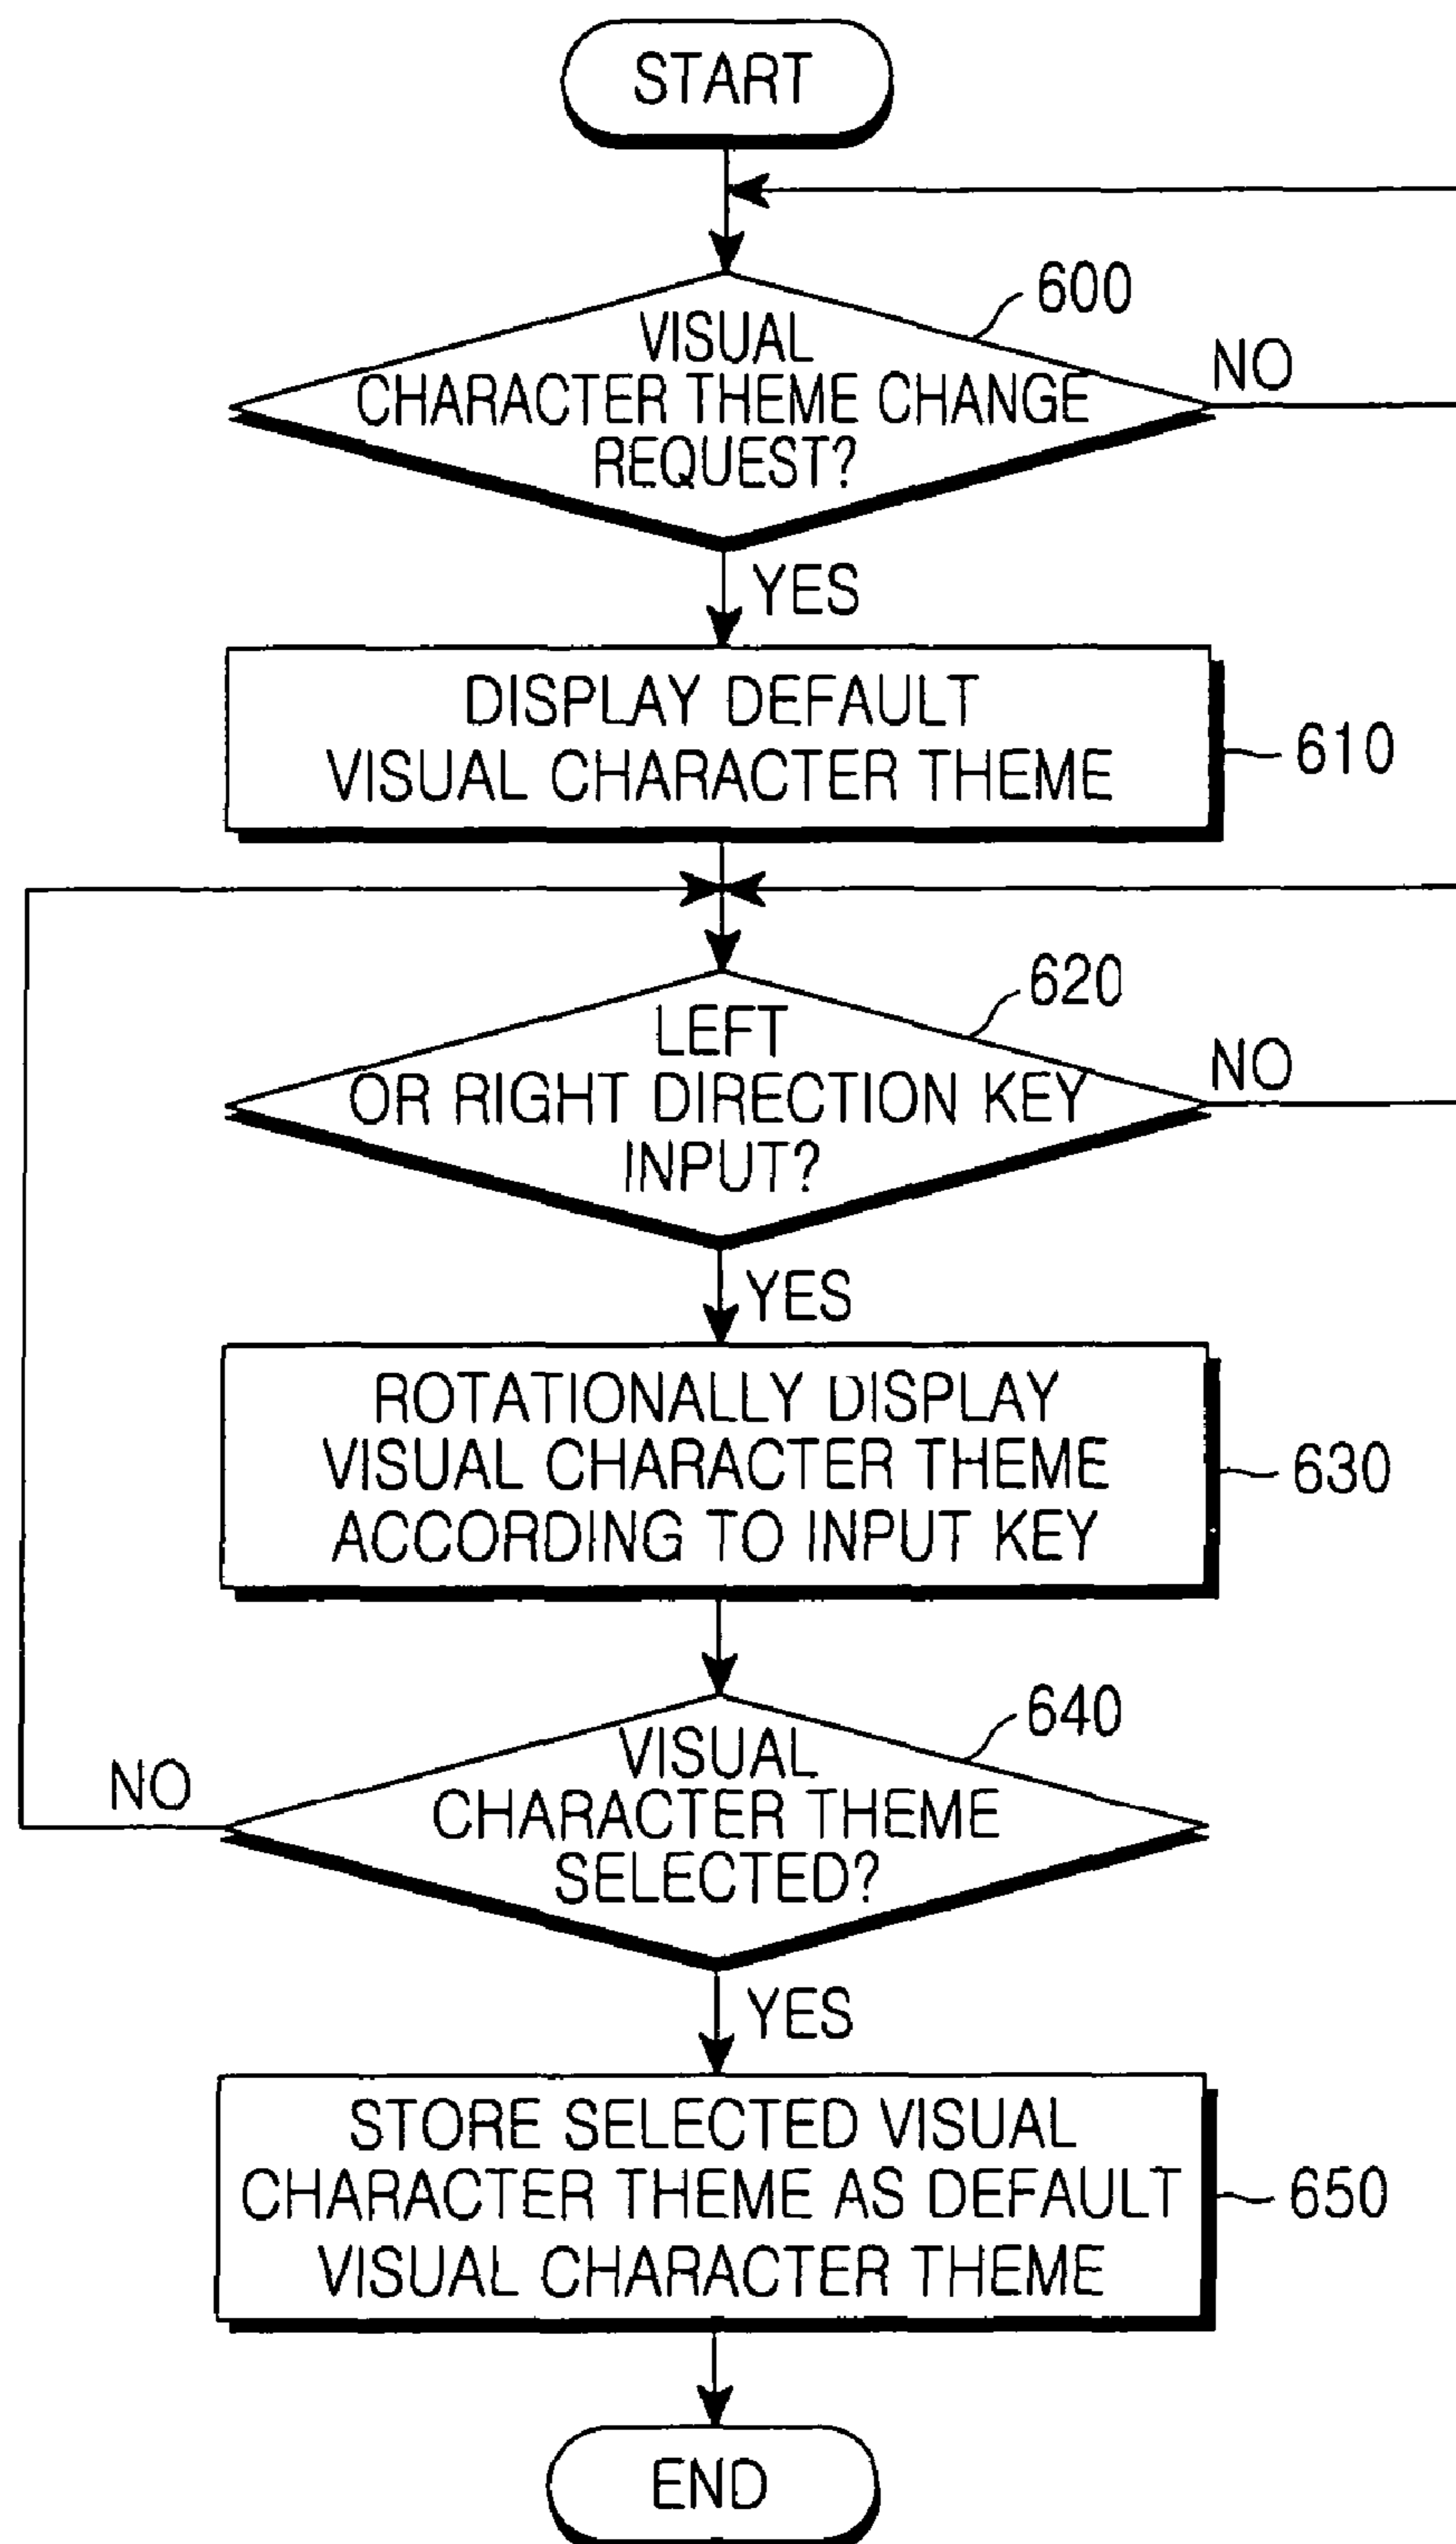 START
600
VISUAL
CHARACTER THEME CHANGE
REQUEST?
NO
YES
DISPLAY DEFAULT
VISUAL CHARACTER THEME
610
620
LEFT
OR RIGHT DIRECTION KEY
INPUT?
NO
YES
ROTATIONALLY DISPLAY
VISUAL CHARACTER THEME
ACCORDING TO INPUT KEY
630
640
VISUAL
CHARACTER THEME
SELECTED?
NO
YES
STORE SELECTED VISUAL
CHARACTER THEME AS DEFAULT
VISUAL CHARACTER THEME
650
END